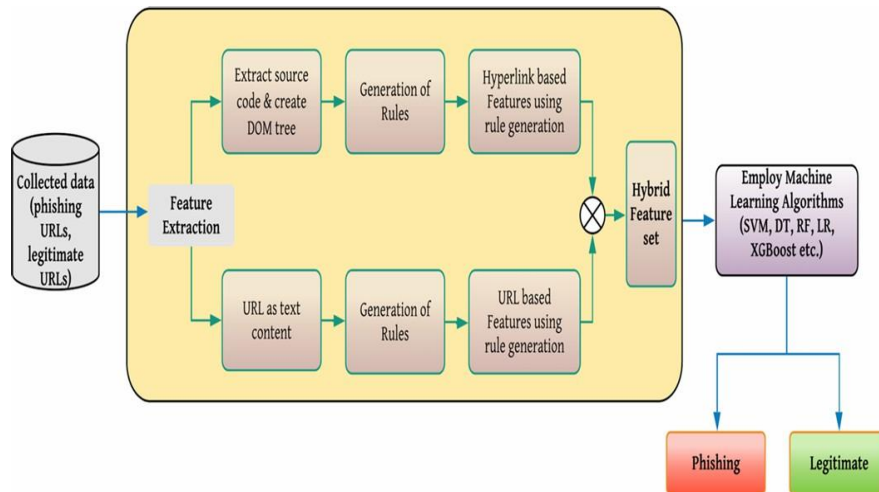 Collected data
(phishing
URLs,
legitimate
URLs)
Feature
Extraction
Extract source
code & create
DOM tree
Generation of
Rules
Hyperlink based
Features using
rule generation
URL as text
content
Generation of
Rules
URL based
Features using
rule generation
Hybrid
Feature
set
Employ Machine
Learning Algorithms
(SVM, DT, RF, LR,
XGBoost etc.)
Phishing
Legitimate